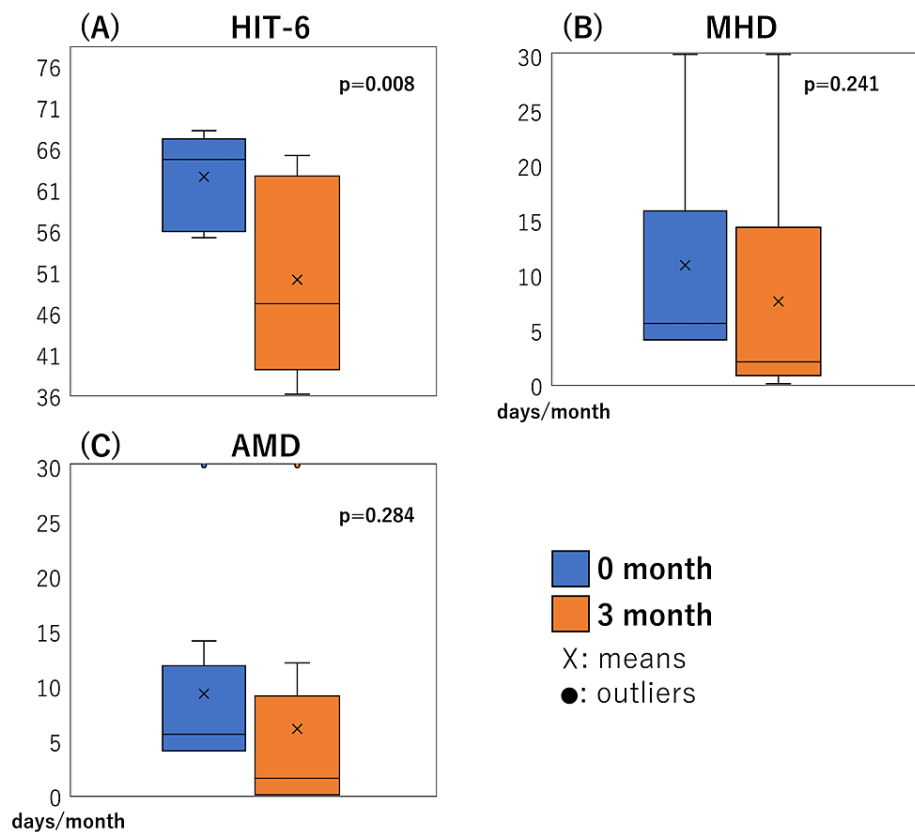 (A) HIT-6
76
71
66
61
56
51
46
41
36
p=0.008
(B) MHD
30
25
20
15
10
5
0
p=0.241
days/month
(C) AMD
30
25
20
15
10
5
0
p=0.284
days/month
0 month
3 month
X: means
●: outliers